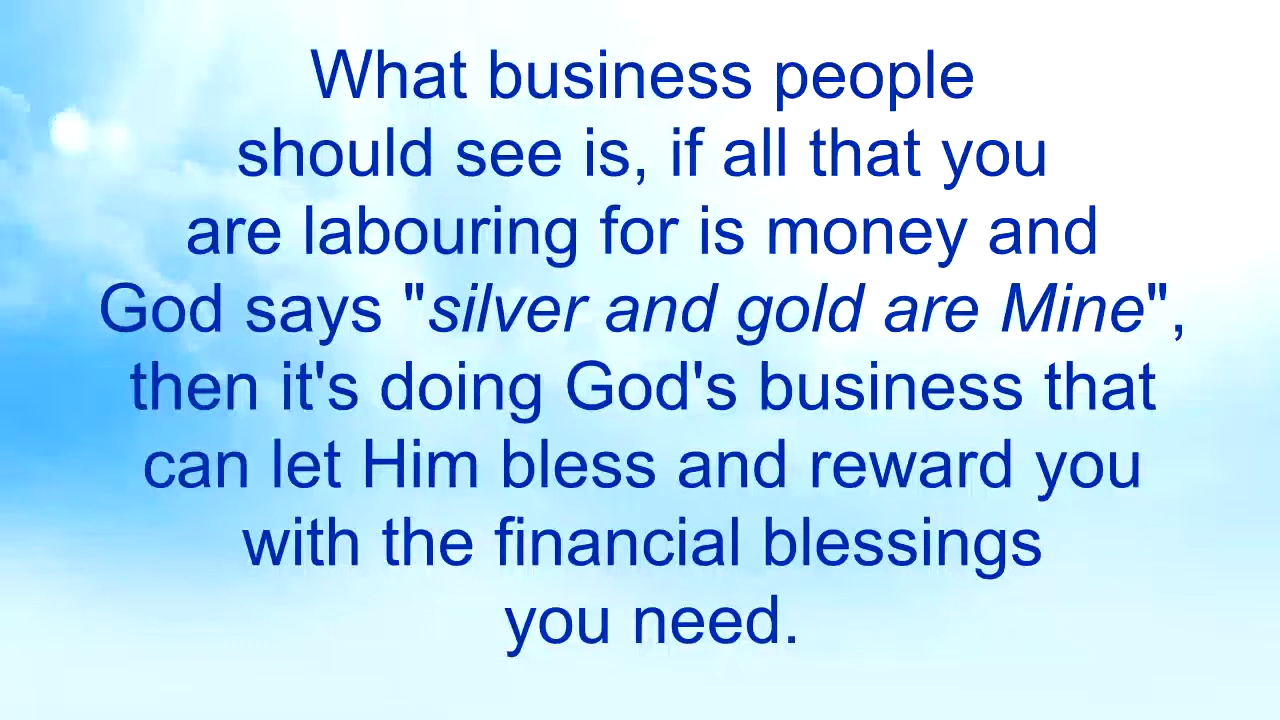 What business people
should see is, if all that you
are labouring for is money and
God says "silver and gold are Mine",
then it's doing God's business that
can let Him bless and reward you
with the financial blessings
you need.